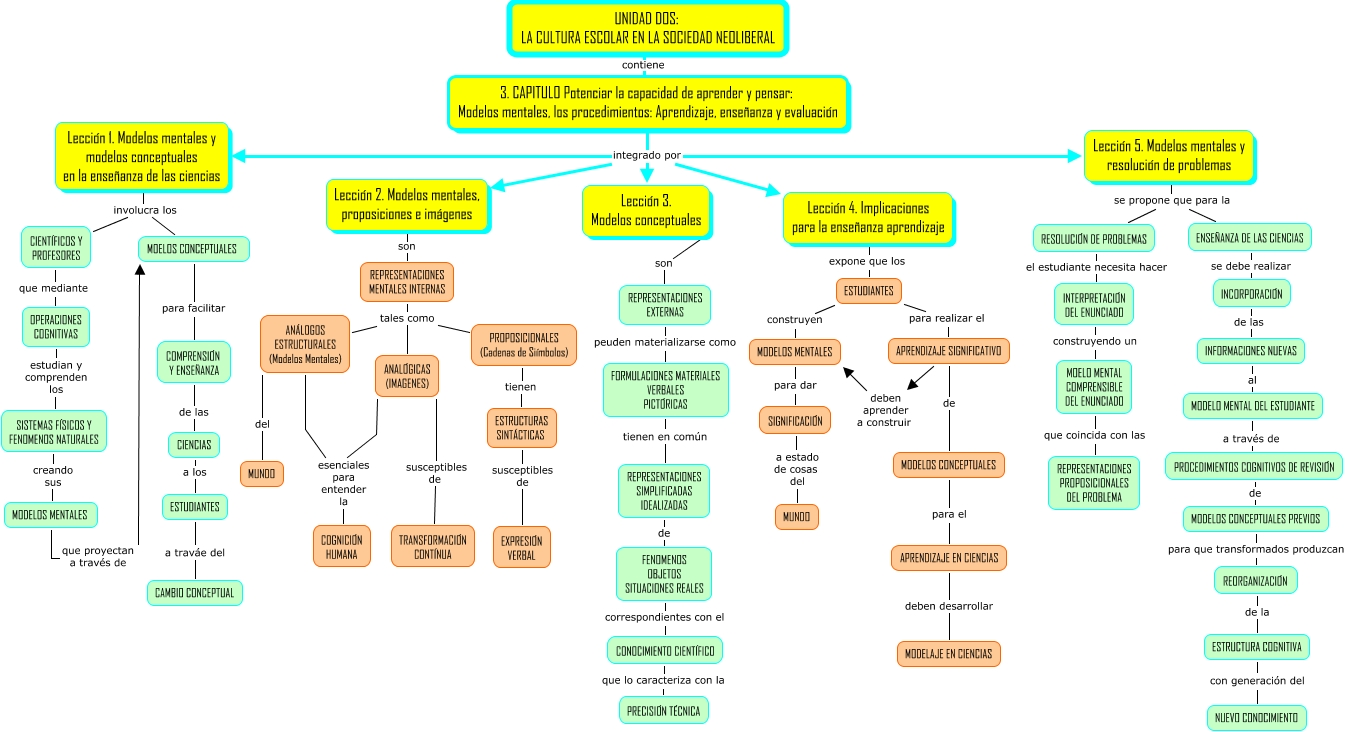 UNIDAD DOS:
LA CULTURA ESCOLAR EN LA SOCIEDAD NEOLIBERAL
contiene
3. CAPITULO Potenciar la capacidad de aprender y pensar:
Modelos mentales, los procedimientos: Aprendizaje, enseñanza y evaluación
integrado por
Lección 1. Modelos mentales y
modelos conceptuales
en la enseñanza de las ciencias
involucra los
CIENTÍFICOS Y
PROFESORES
que mediante
OPERACIONES
COGNITIVAS
estudian y
comprenden
los
SISTEMAS FÍSICOS Y
FENOMENOS NATURALES
creando
sus
MODELOS MENTALES
que proyectan
a través de
MOELOS CONCEPTUALES
para facilitar
COMPRENSIÓN
Y ENSEÑANZA
de las
CIENCIAS
a los
ESTUDIANTES
a traváe del
CAMBIO CONCEPTUAL
Lección 2. Modelos mentales,
proposiciones e imágenes
son
REPRESENTACIONES
MENTALES INTERNAS
tales como
ANÁLOGOS
ESTRUCTURALES
(Modelos Mentales)
del
MUNDO
esenciales
para
entender
la
COGNICIÓN
HUMANA
ANALÓGICAS
(IMAGENES)
susceptibles
de
TRANSFORMACIÓN
CONTÍNUA
PROPOSICIONALES
(Cadenas de Síimbolos)
tienen
ESTRUCTURAS
SINTÁCTICAS
susceptibles
de
EXPRESIÓN
VERBAL
Lección 3.
Modelos conceptuales
son
REPRESENTACIONES
EXTERNAS
peuden materializarse como
FORMULACIONES MATERIALES
VERBALES
PICTÓRICAS
tienen en común
REPRESENTACIONES
SIMPLIFICADAS
IDEALIZADAS
de
FENOMENOS
OBJETOS
SITUACIONES REALES
correspondientes con el
CONOCIMIENTO CIENTÍFICO
que lo caracteriza con la
PRECISIÓN TÉCNICA
Lección 4. Implicaciones
para la enseñanza aprendizaje
expone que los
ESTUDIANTES
construyen
MODELOS MENTALES
para dar
SIGNIFICACIÓN
a estado
de cosas
del
MUNDO
para realizar el
APRENDIZAJE SIGNIFICATIVO
deben
aprender
a construir
de
MODELOS CONCEPTUALES
para el
APRENDIZAJE EN CIENCIAS
deben desarrollar
MODELAJE EN CIENCIAS
Lección 5. Modelos mentales y
resolución de problemas
se propone que para la
RESOLUCIÓN DE PROBLEMAS
el estudiante necesita hacer
INTERPRETACIÓN
DEL ENUNCIADO
construyendo un
MOELO MENTAL
COMPRENSIBLE
DEL ENUNCIADO
que coincida con las
REPRESENTACIONES
PROPOSICIONALES
DEL PROBLEMA
ENSEÑANZA DE LAS CIENCIAS
se debe realizar
INCORPORACIÓN
de las
INFORMACIONES NUEVAS
al
MODELO MENTAL DEL ESTUDIANTE
a través de
PROCEDIMIENTOS COGNITIVOS DE REVISIÓN
de
MODELOS CONCEPTUALES PREVIOS
para que transformados produzcan
REORGANIZACIÓN
de la
ESTRUCTURA COGNITIVA
con generación del
NUEVO CONOCIMIENTO